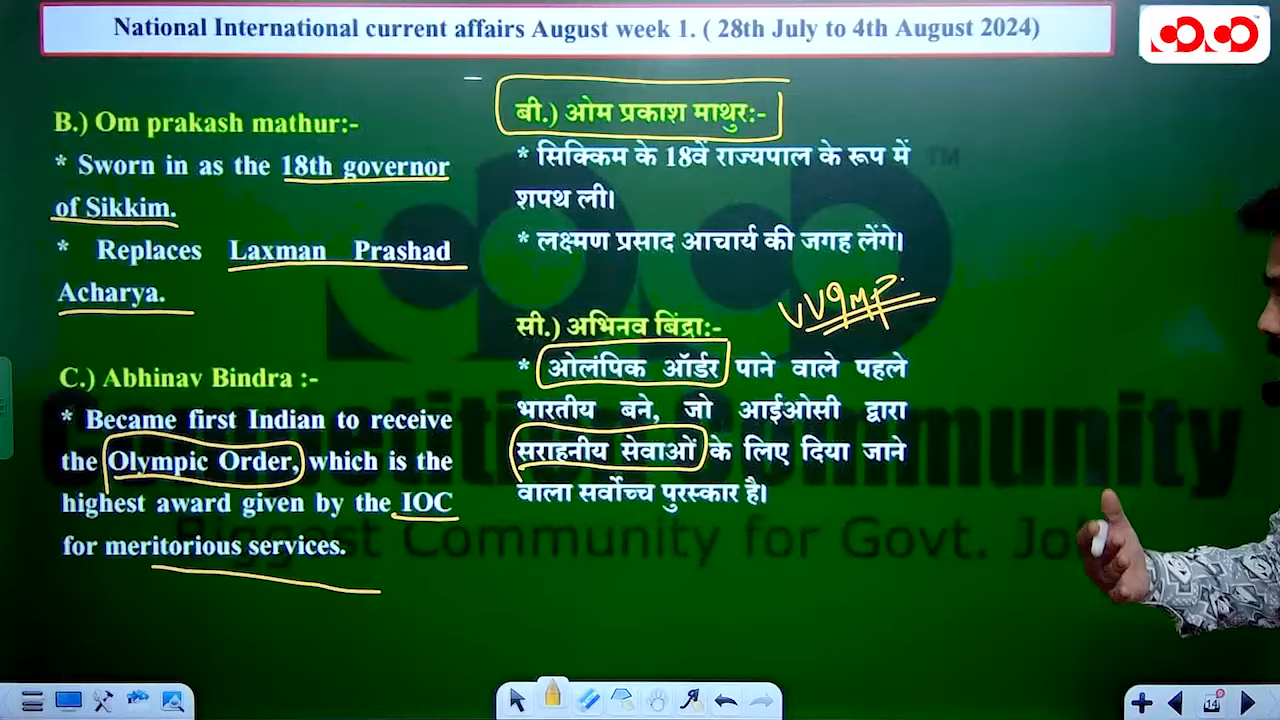 National International current affairs August week 1. ( 28th July to 4th August 2024)
B.) Om prakash mathur:-
* Sworn in as the 18th governor
of Sikkim.
* Replaces Laxman Prashad
Acharya.
C.) Abhinav Bindra :-
* Became first Indian to receive
the Olympic Order, which is the
highest award given by the IOC
for meritorious services.
बी.) ओम प्रकाश माथुर:-
* सिक्किम के 18वें राज्यपाल के रूप में
शपथ ली।
* लक्ष्मण प्रसाद आचार्य की जगह लेंगे।
सी.) अभिनव बिंद्रा:-
* ओलंपिक ऑर्डर पाने वाले पहले
भारतीय बने, जो आईओसी द्वारा
सराहनीय सेवाओं के लिए दिया जाने
वाला सर्वोच्च पुरस्कार है।
TM
Community
Biggest Community for Govt.
14